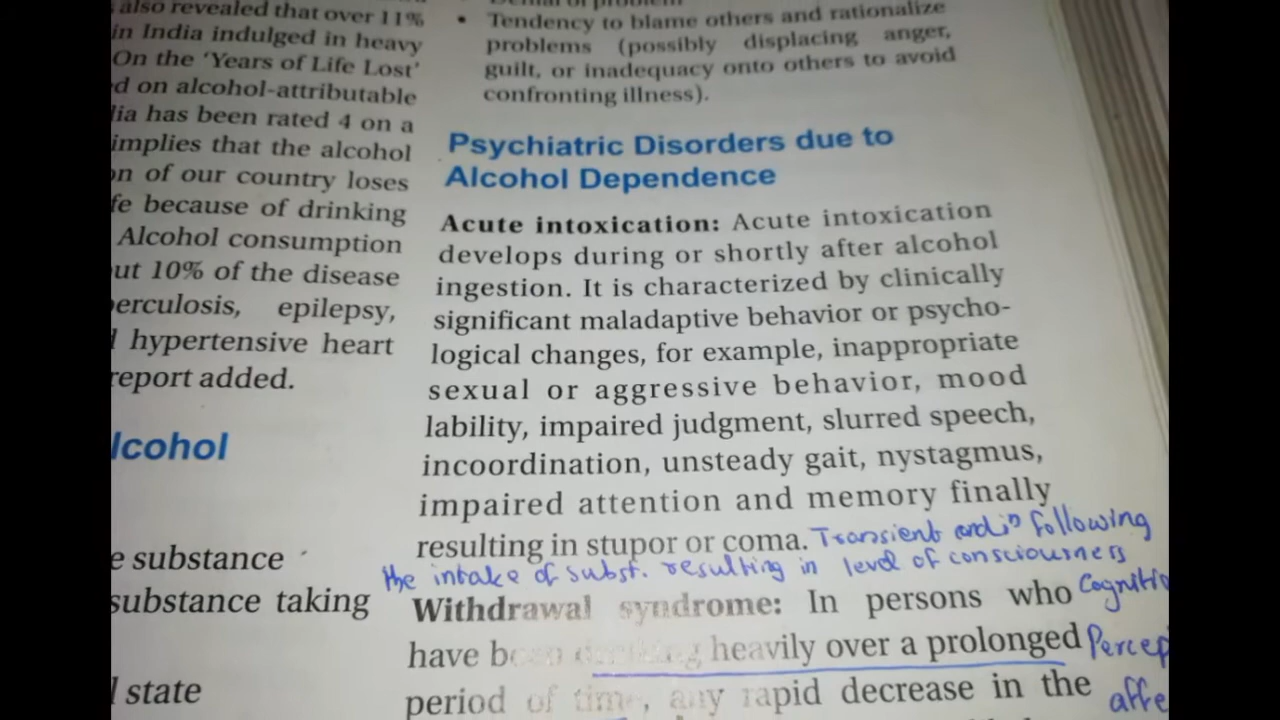 also revealed that over 11%
in India indulged in heavy
On the 'Years of Life Lost'
d on alcohol-attributable
lia has been rated 4 on a
implies that the alcohol
on of our country loses
fe because of drinking
Alcohol consumption
out 10% of the disease
berculosis, epilepsy,
hypertensive heart
report added.
lcohol
e substance
substance taking
l state
• Tendency to blame others and rationalize
problems (possibly displacing anger,
guilt, or inadequacy onto others to avoid
confronting illness).
Psychiatric Disorders due to
Alcohol Dependence
Acute intoxication: Acute intoxication
develops during or shortly after alcohol
ingestion. It is characterized by clinically
significant maladaptive behavior or psycho-
logical changes, for example, inappropriate
sexual or aggressive behavior, mood
lability, impaired judgment, slurred speech,
incoordination, unsteady gait, nystagmus,
impaired attention and memory finally
resulting in stupor or coma. Transient condiⁿ following
the intake of subst. resulting in level of consciousness
Withdrawal syndrome: In persons who Cognitio
have been drinking heavily over a prolonged Percep
period of time, any rapid decrease in the affe